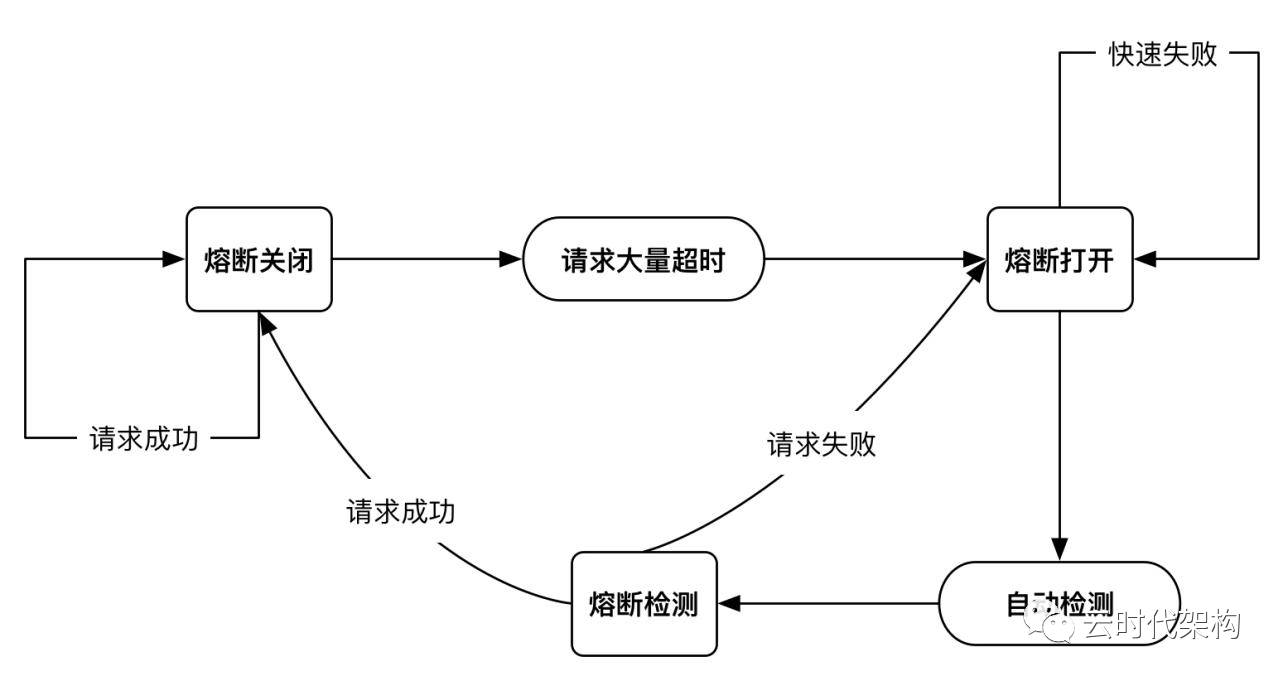 快速失败
熔断关闭
请求大量超时
熔断打开
请求成功
请求失败
请求成功
熔断检测
自动检测
云时代架构